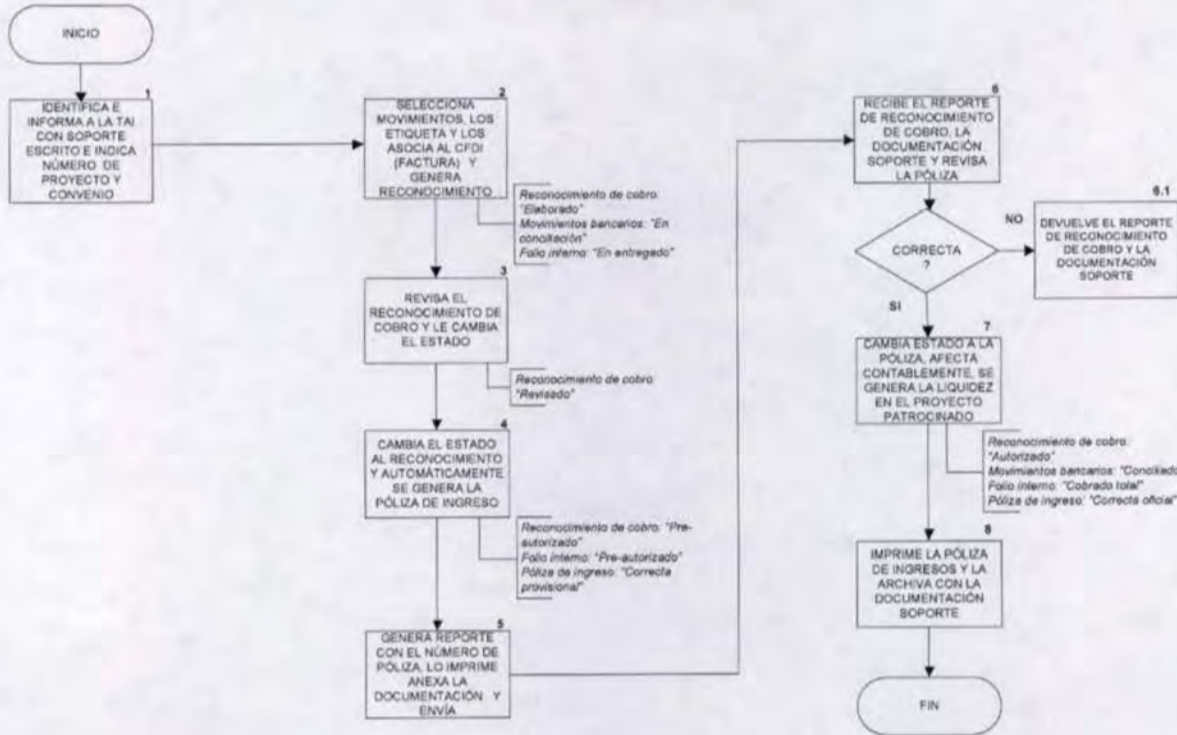 INICIO
1
IDENTIFICA E
INFORMA A LA TAI
CON SOPORTE
ESCRITO E INDICA
NÚMERO DE
PROYECTO Y
CONVENIO
2
SELECCIONA
MOVIMIENTOS, LOS
ETIQUETA Y LOS
ASOCIA AL CFDI
(FACTURA) Y
GENERA
RECONOCIMIENTO
Reconocimiento de cobro:
"Elaborado"
Movimientos bancarios: "En
conciliación"
Folio interno: "En entregado"
3
REVISA EL
RECONOCIMIENTO DE
COBRO Y LE CAMBIA
EL ESTADO
Reconocimiento de cobro:
"Revisado"
4
CAMBIA EL ESTADO
AL RECONOCIMIENTO
Y AUTOMÁTICAMENTE
SE GENERA LA
PÓLIZA DE INGRESO
Reconocimiento de cobro: "Pre-
autorizado"
Folio interno: "Pre-autorizado"
Póliza de ingreso: "Correcta
provisional"
5
GENERA REPORTE
CON EL NÚMERO DE
PÓLIZA, LO IMPRIME
ANEXA LA
DOCUMENTACIÓN Y
ENVÍA
6
RECIBE EL REPORTE
DE RECONOCIMIENTO
DE COBRO, LA
DOCUMENTACIÓN
SOPORTE Y REVISA
LA PÓLIZA
CORRECTA
?
NO
6.1
DEVUELVE EL REPORTE
DE RECONOCIMIENTO
DE COBRO Y LA
DOCUMENTACIÓN
SOPORTE
SI
7
CAMBIA ESTADO A LA
PÓLIZA, AFECTA
CONTABLEMENTE, SE
GENERA LA LIQUIDEZ
EN EL PROYECTO
PATROCINADO
Reconocimiento de cobro:
"Autorizado"
Movimientos bancarios: "Conciliado"
Folio interno: "Cobrado total"
Póliza de ingreso: "Correcta oficial"
8
IMPRIME LA PÓLIZA
DE INGRESOS Y LA
ARCHIVA CON LA
DOCUMENTACIÓN
SOPORTE
FIN